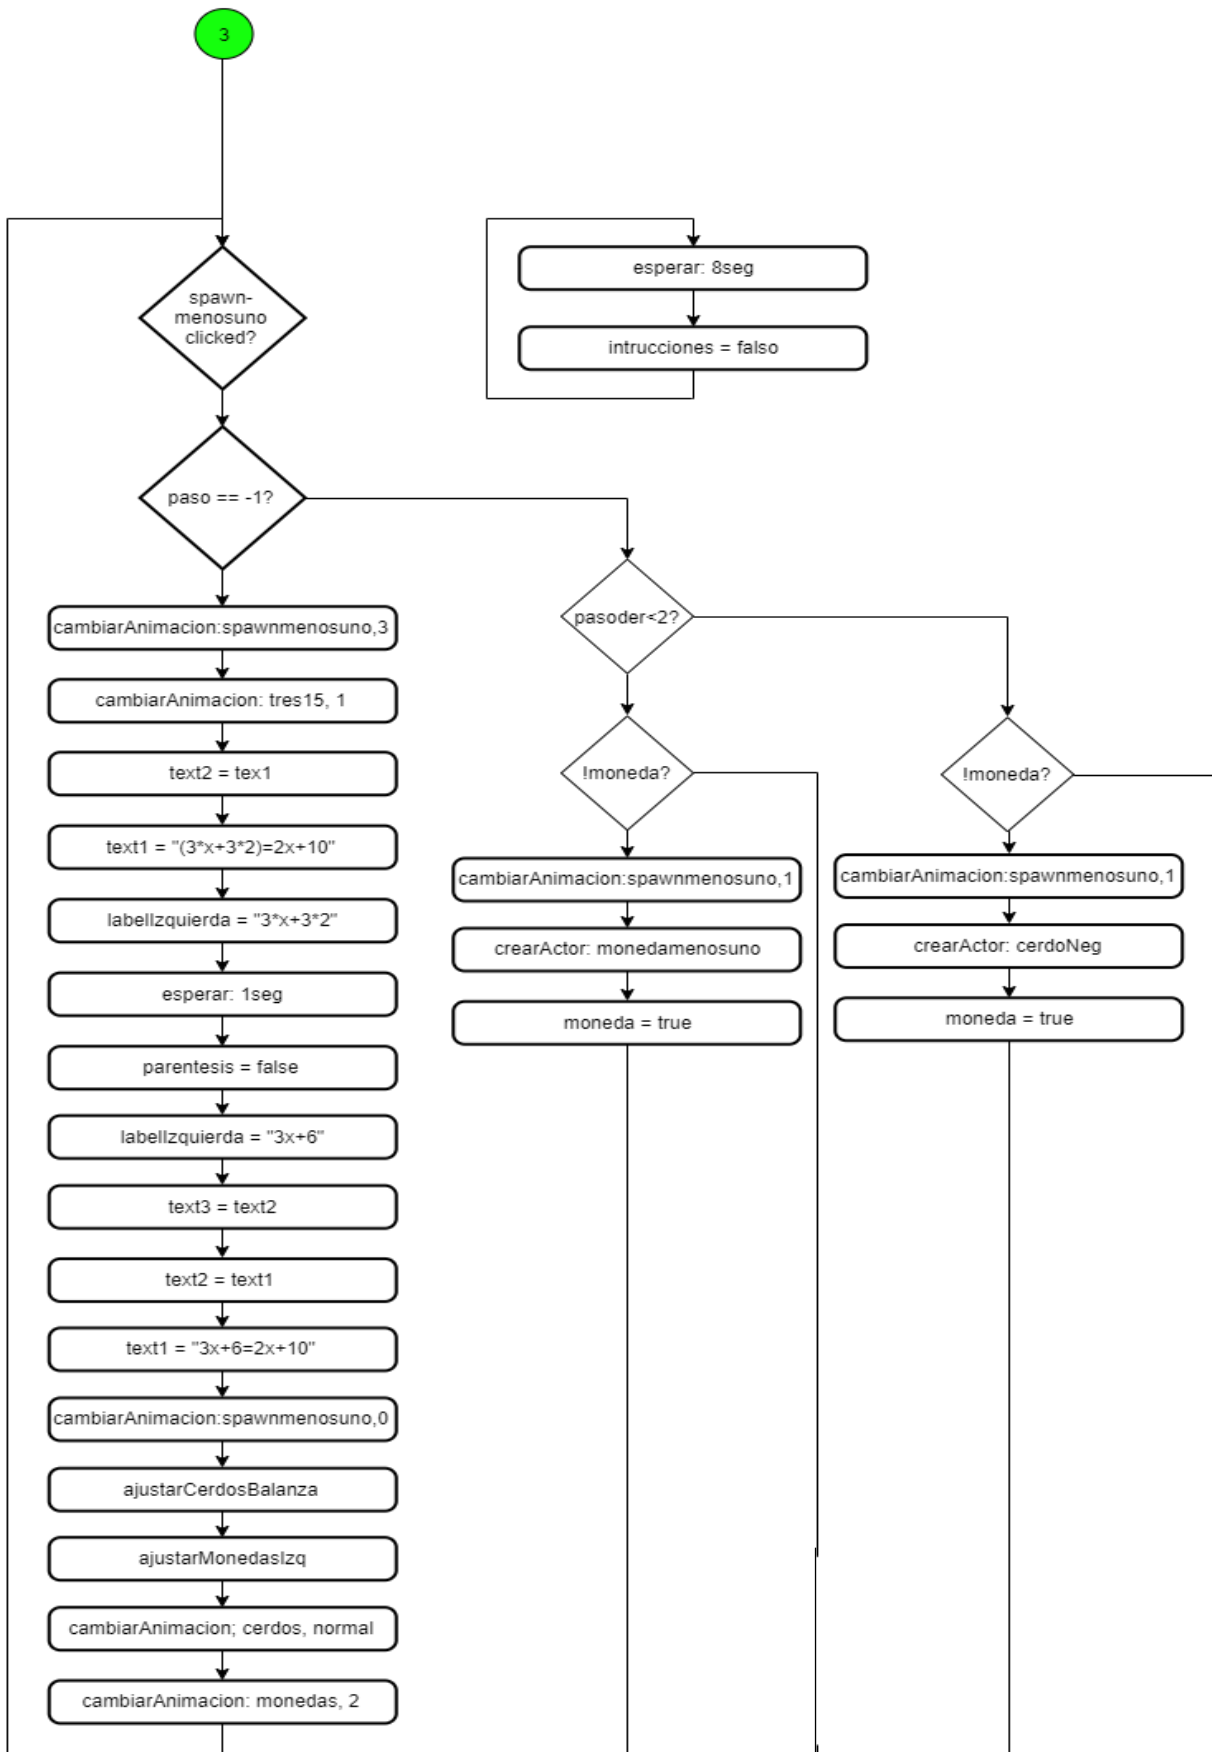 3
spawn-
menosuno
clicked?
esperar: 8seg
intrucciones = falso
paso == -1?
pasoder<2?
!moneda?
!moneda?
cambiarAnimacion:spawnmenosuno,3
cambiarAnimacion: tres15, 1
text2 = tex1
text1 = "(3*x+3*2)=2x+10"
labelIzquierda = "3*x+3*2"
esperar: 1seg
parentesis = false
labelIzquierda = "3x+6"
text3 = text2
text2 = text1
text1 = "3x+6=2x+10"
cambiarAnimacion:spawnmenosuno,0
ajustarCerdosBalanza
ajustarMonedasIzq
cambiarAnimacion; cerdos, normal
cambiarAnimacion: monedas, 2
cambiarAnimacion:spawnmenosuno,1
crearActor: monedamenosuno
moneda = true
cambiarAnimacion:spawnmenosuno,1
crearActor: cerdoNeg
moneda = true